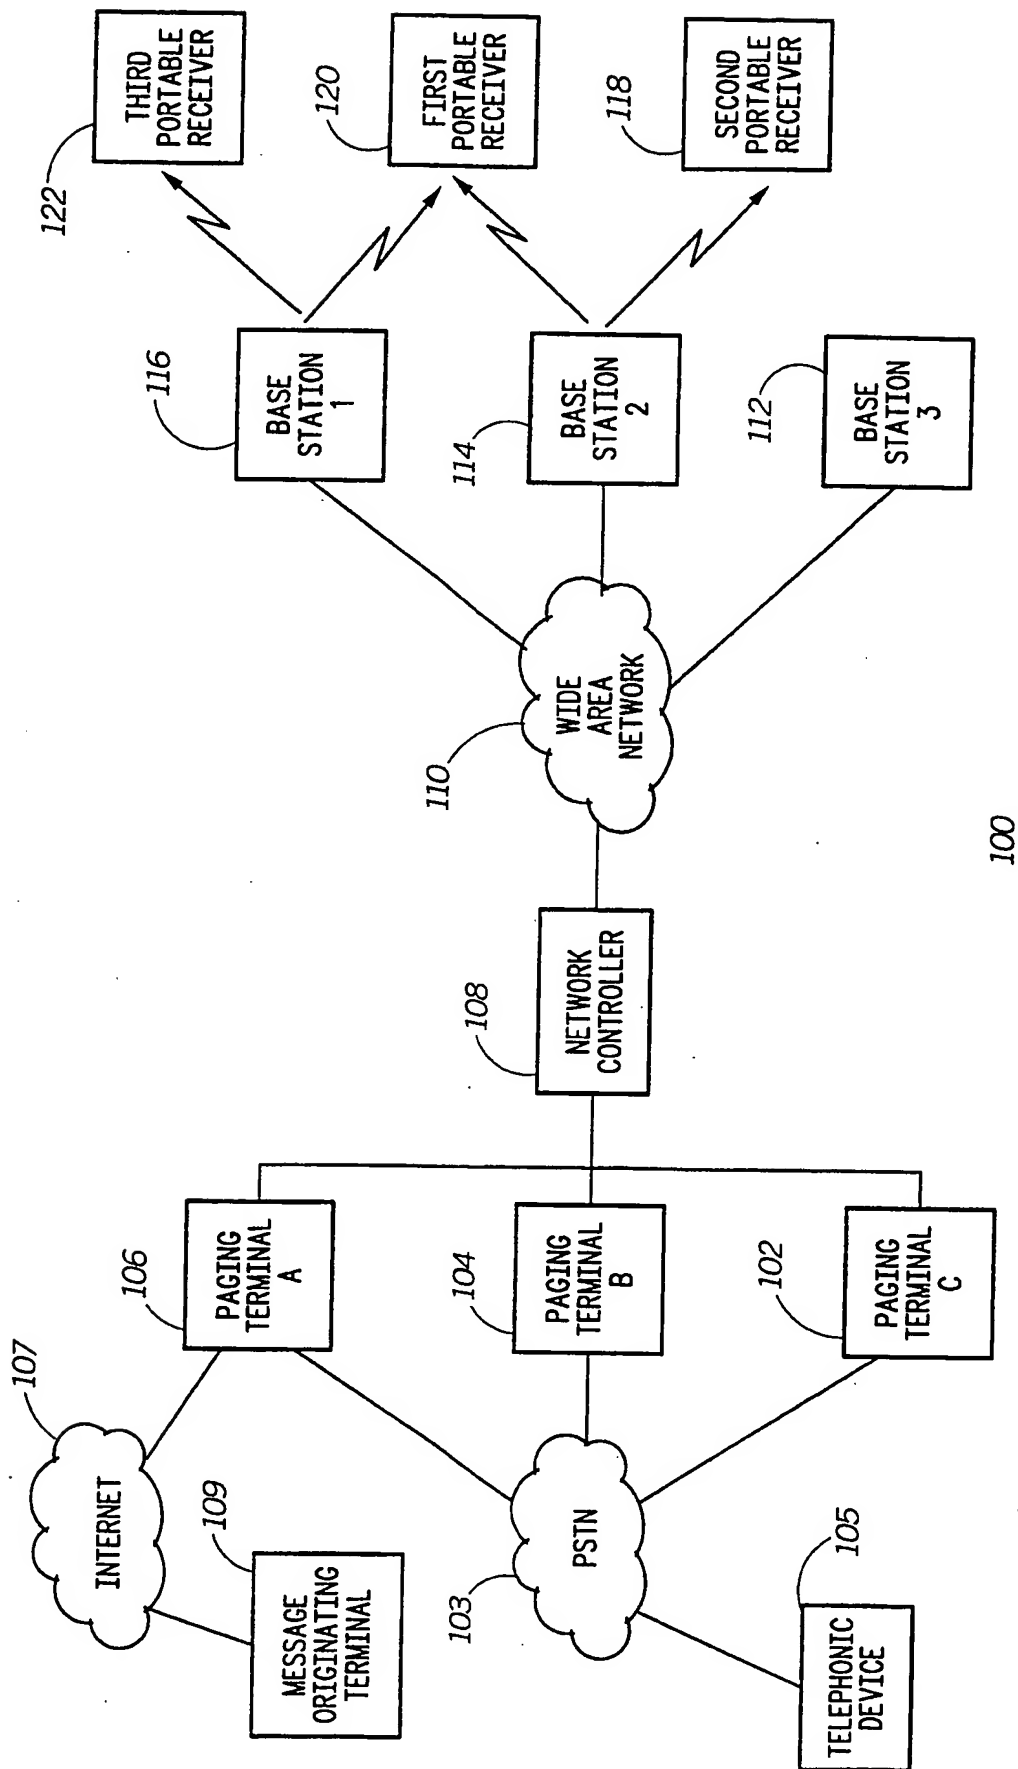 107
INTERNET
109
MESSAGE
ORIGINATING
TERMINAL
103
PSTN
105
TELEPHONIC
DEVICE
106
PAGING
TERMINAL
A
104
PAGING
TERMINAL
B
102
PAGING
TERMINAL
C
108
NETWORK
CONTROLLER
110
WIDE
AREA
NETWORK
116
BASE
STATION
1
114
BASE
STATION
2
112
BASE
STATION
3
122
THIRD
PORTABLE
RECEIVER
120
FIRST
PORTABLE
RECEIVER
118
SECOND
PORTABLE
RECEIVER
100